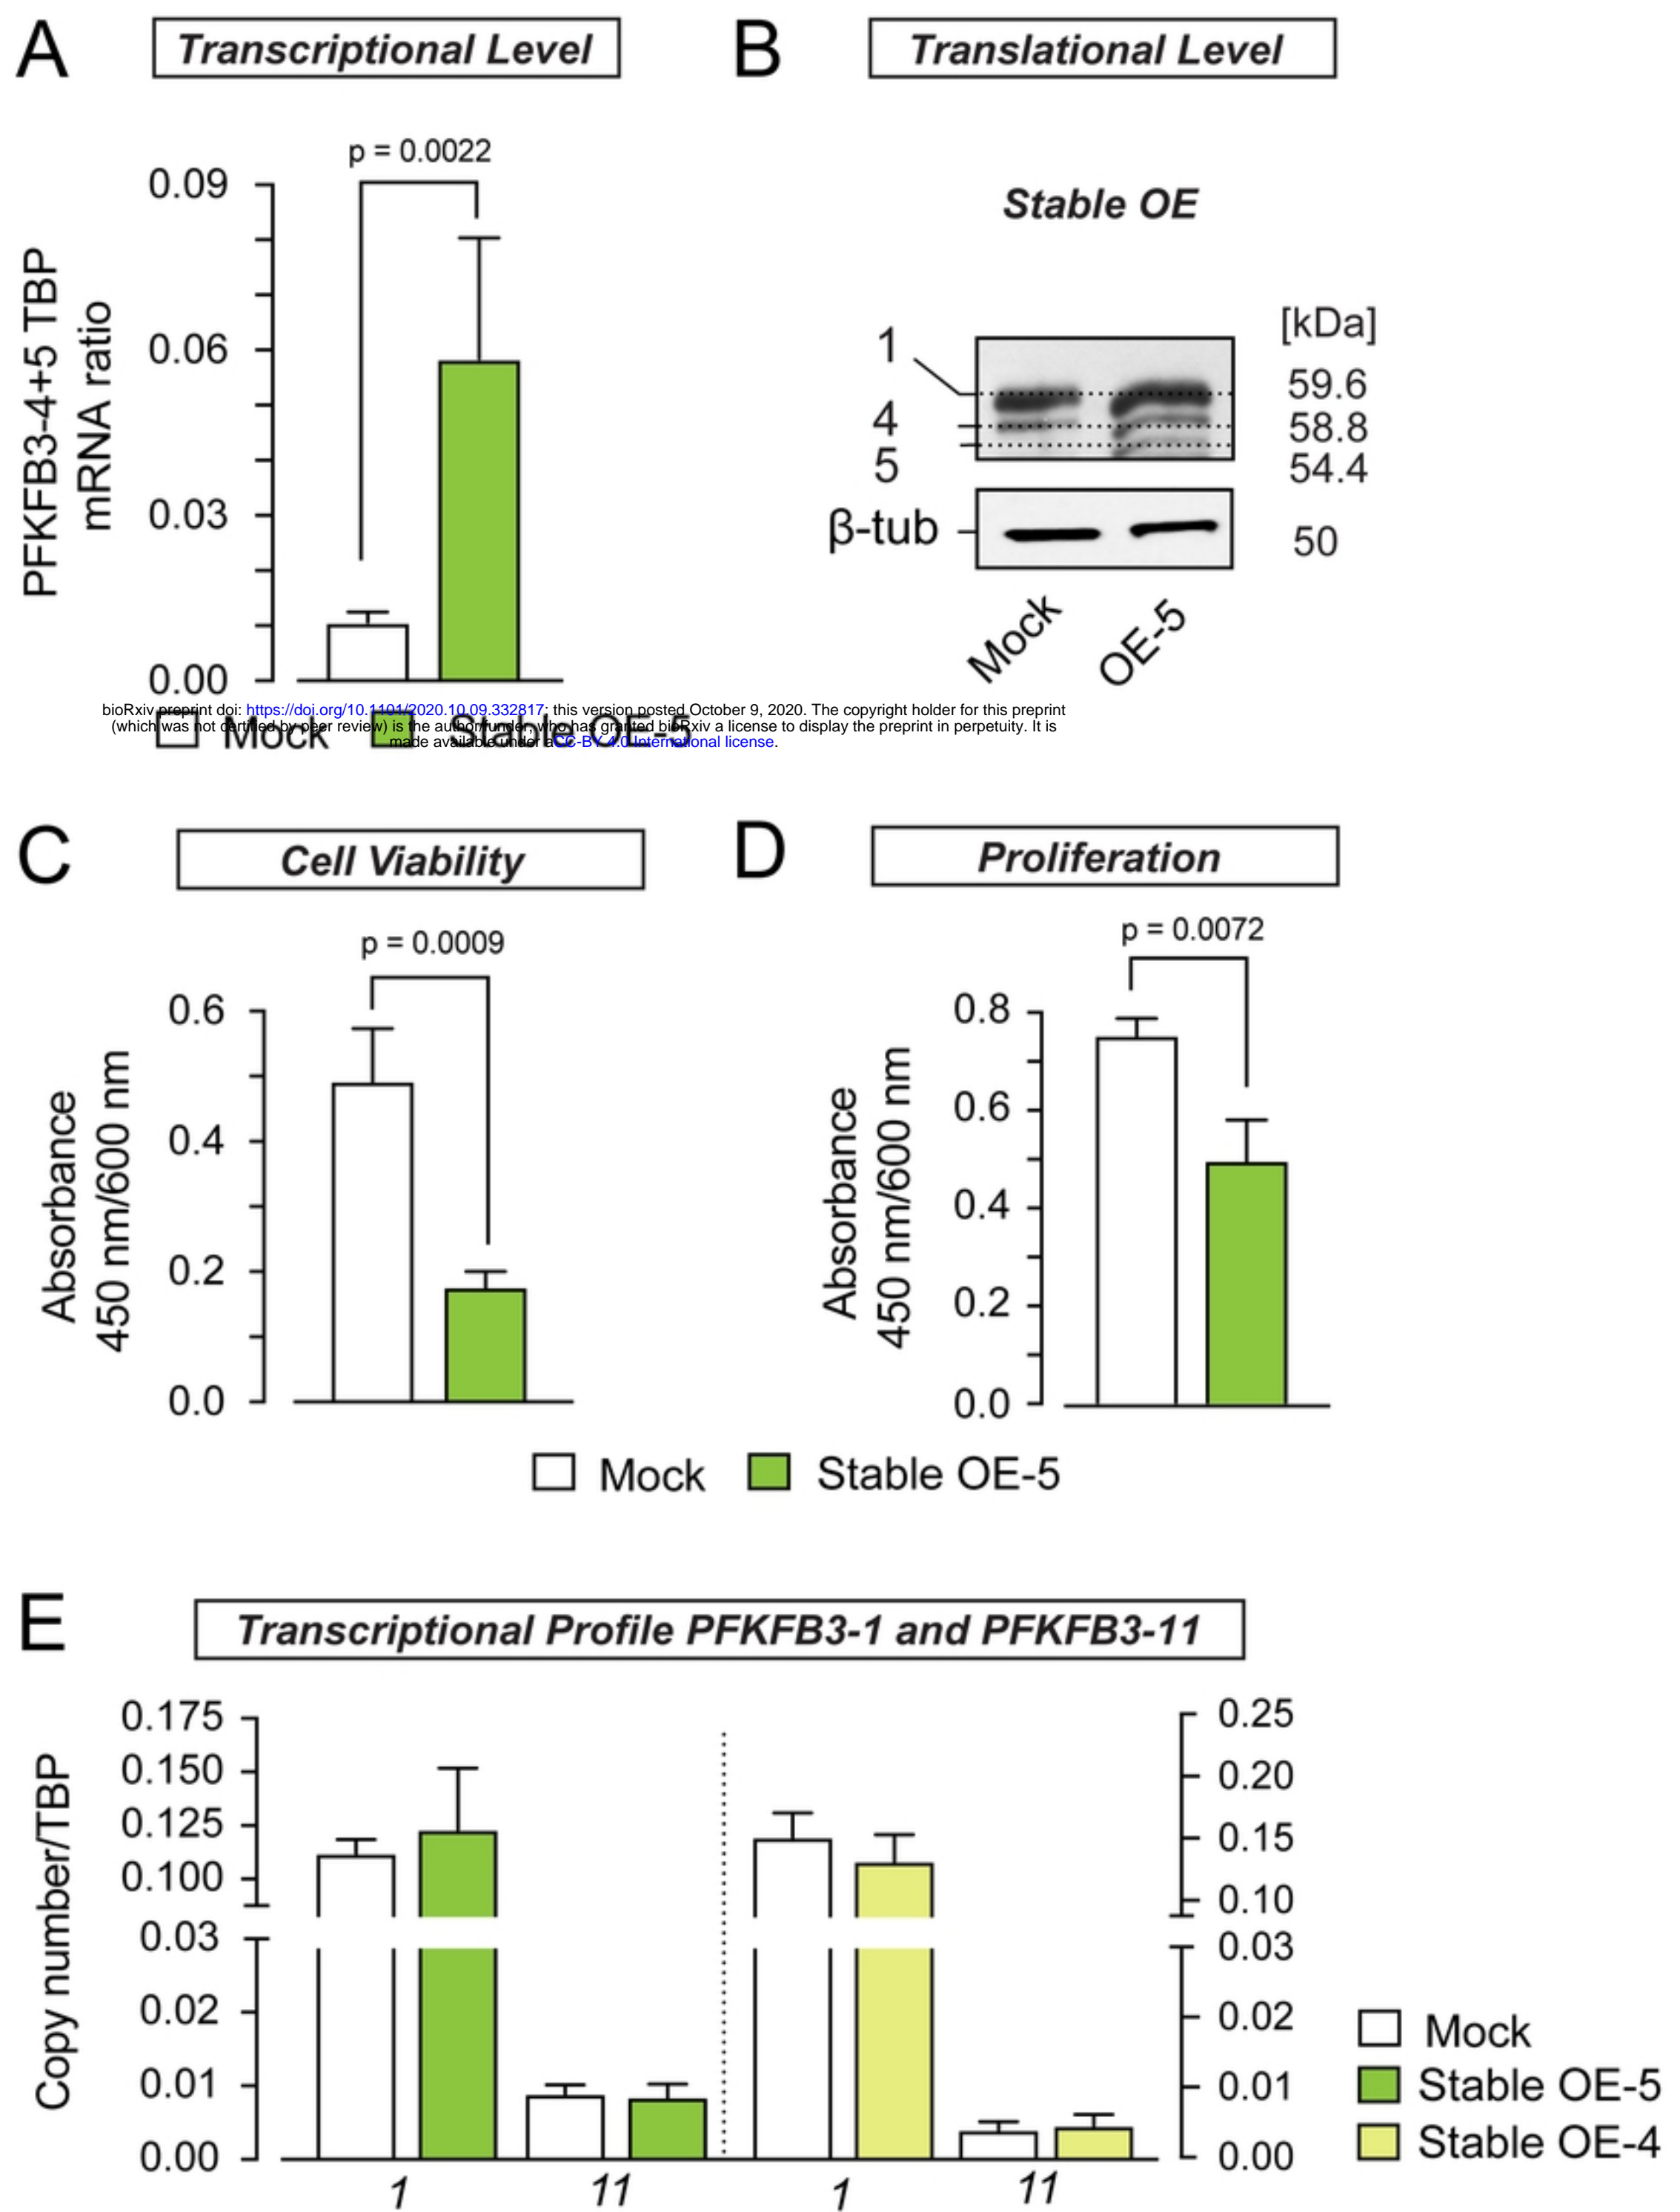 A
Transcriptional Level
p = 0.0022
PFKFB3-4+5 TBP
mRNA ratio
0.09
0.06
0.03
0.00
Mock
Stable OE-5
bioRxiv preprint doi: https://doi.org/10.1101/2020.10.09.332817; this version posted October 9, 2020. The copyright holder for this preprint
(which was not certified by peer review) is the author/funder, who has granted bioRxiv a license to display the preprint in perpetuity. It is
made available under aCC-BY 4.0 International license.
B
Translational Level
Stable OE
[kDa]
1
59.6
4
58.8
5
54.4
β-tub
50
Mock
OE-5
C
Cell Viability
p = 0.0009
Absorbance
450 nm/600 nm
0.6
0.4
0.2
0.0
D
Proliferation
p = 0.0072
Absorbance
450 nm/600 nm
0.8
0.6
0.4
0.2
0.0
Mock
Stable OE-5
E
Transcriptional Profile PFKFB3-1 and PFKFB3-11
Copy number/TBP
0.175
0.150
0.125
0.100
0.03
0.02
0.01
0.00
0.25
0.20
0.15
0.10
0.03
0.02
0.01
0.00
1
11
1
11
Mock
Stable OE-5
Stable OE-4